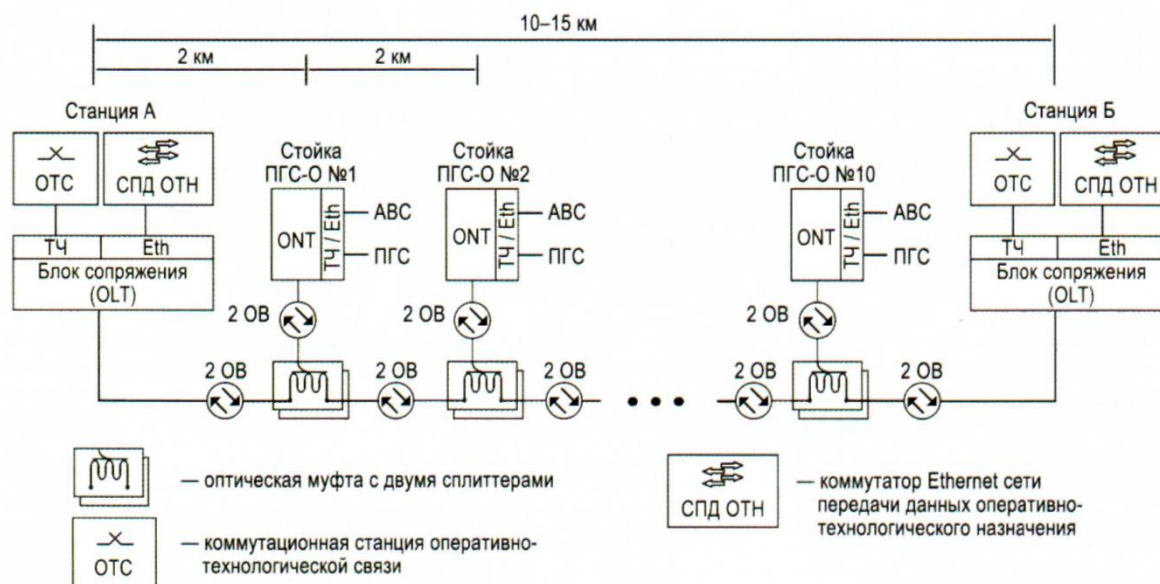 10–15 км
2 км 2 км
Станция А Станция Б
Стойка ПГС-О №1
Стойка ПГС-О №2
Стойка ПГС-О №10
ОТС СПД ОТН
ONT ТЧ / Eth АВС ПГС
ONT ТЧ / Eth АВС ПГС
ONT ТЧ / Eth АВС ПГС
ОТС СПД ОТН
ТЧ Eth
Блок сопряжения
(OLT)
ТЧ Eth
Блок сопряжения
(OLT)
2 ОВ 2 ОВ 2 ОВ
2 ОВ 2 ОВ 2 ОВ 2 ОВ 2 ОВ
— оптическая муфта с двумя сплиттерами
ОТС
— коммутационная станция оперативно-
технологической связи
СПД ОТН
— коммутатор Ethernet сети
передачи данных оперативно-
технологического назначения